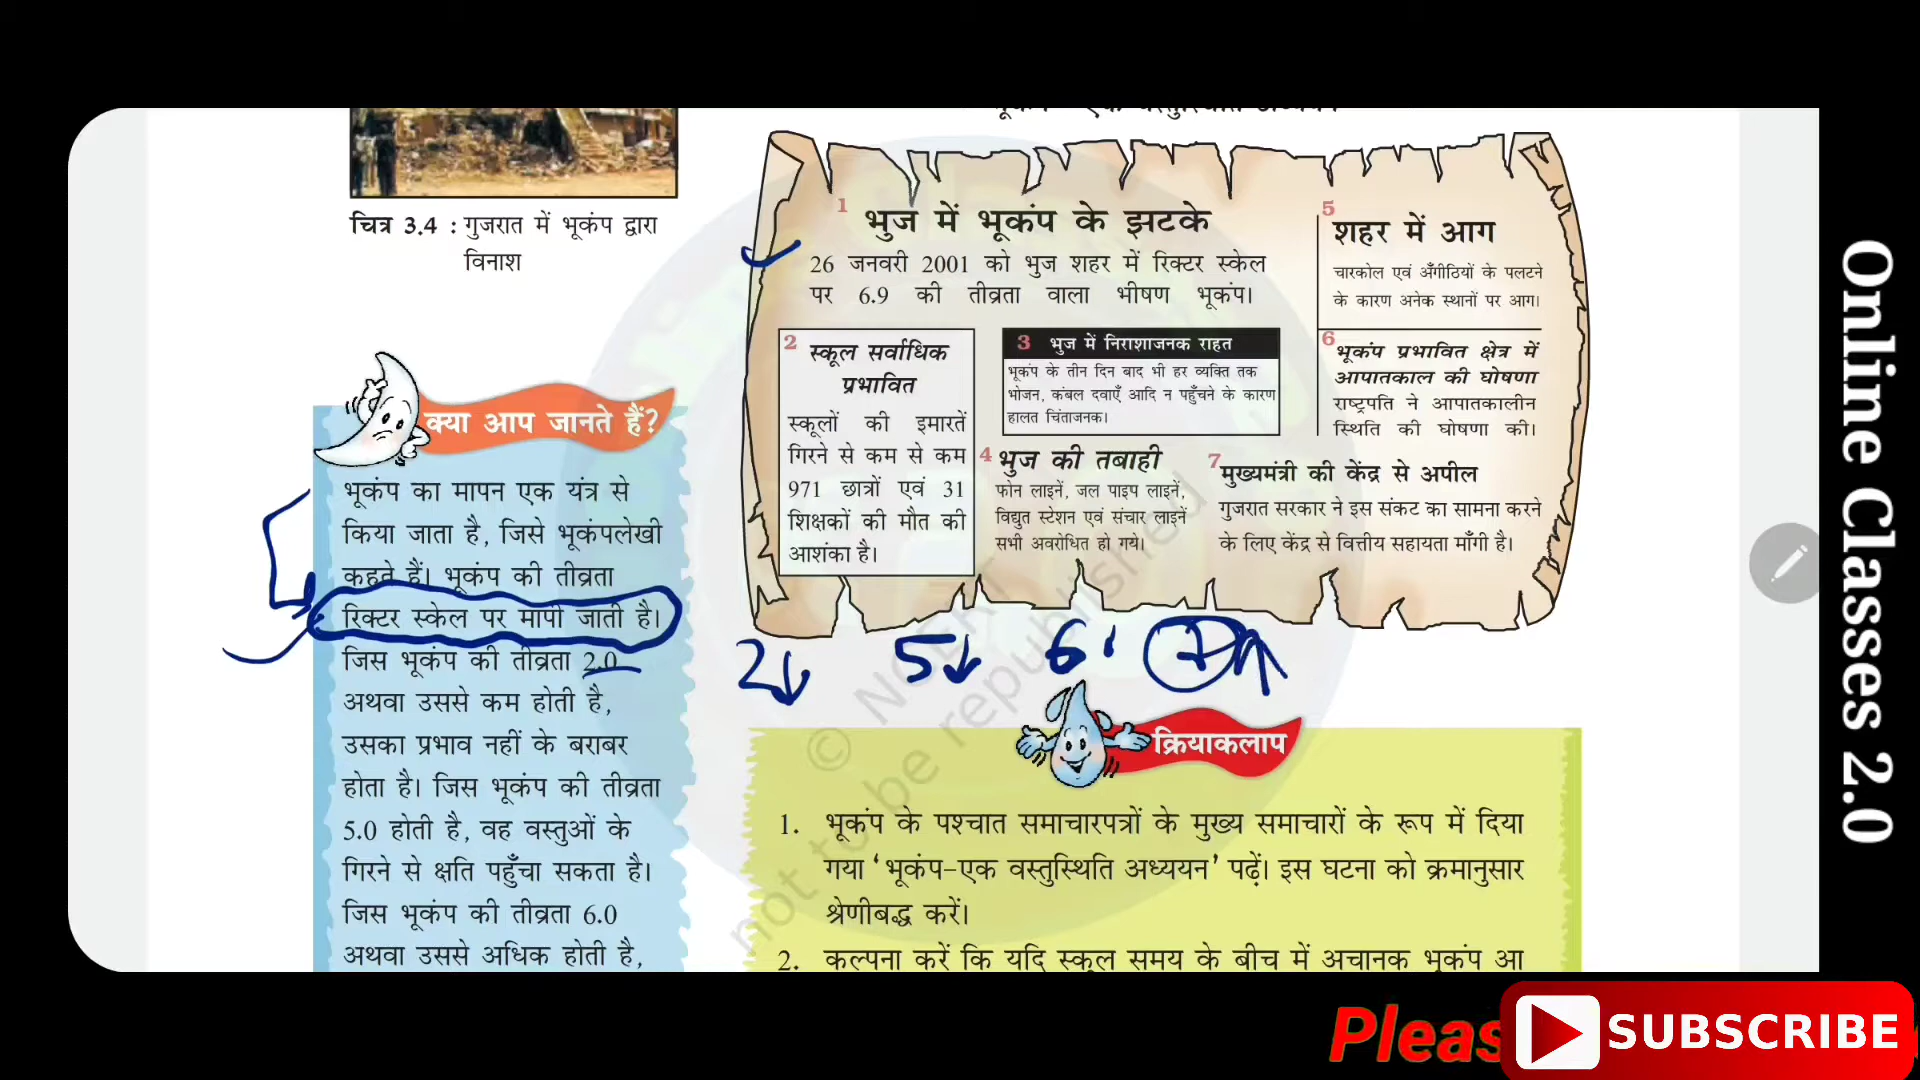 चित्र 3.4 : गुजरात में भूकंप द्वारा
विनाश
क्या आप जानते हैं?
भूकंप का मापन एक यंत्र से
किया जाता है, जिसे भूकंपलेखी
कहते हैं। भूकंप की तीव्रता
रिक्टर स्केल पर मापी जाती है।
जिस भूकंप की तीव्रता 2.0
अथवा उससे कम होती है,
उसका प्रभाव नहीं के बराबर
होता है। जिस भूकंप की तीव्रता
5.0 होती है, वह वस्तुओं के
गिरने से क्षति पहुँचा सकता है।
जिस भूकंप की तीव्रता 6.0
अथवा उससे अधिक होती है,
1
भुज में भूकंप के झटके
26 जनवरी 2001 को भुज शहर में रिक्टर स्केल
पर 6.9 की तीव्रता वाला भीषण भूकंप।
2 स्कूल सर्वाधिक
प्रभावित
स्कूलों की इमारतें
गिरने से कम से कम
971 छात्रों एवं 31
शिक्षकों की मौत की
आशंका है।
3 भुज में निराशाजनक राहत
भूकंप के तीन दिन बाद भी हर व्यक्ति तक
भोजन, कंबल दवाएँ आदि न पहुँचने के कारण
हालत चिंताजनक।
4 भुज की तबाही
फोन लाइनें, जल पाइप लाइनें,
विद्युत स्टेशन एवं संचार लाइनें
सभी अवरोधित हो गये।
5
शहर में आग
चारकोल एवं अँगीठियों के पलटने
के कारण अनेक स्थानों पर आग।
6
भूकंप प्रभावित क्षेत्र में
आपातकाल की घोषणा
राष्ट्रपति ने आपातकालीन
स्थिति की घोषणा की।
7 मुख्यमंत्री की केंद्र से अपील
गुजरात सरकार ने इस संकट का सामना करने
के लिए केंद्र से वित्तीय सहायता माँगी है।
2↓ 5↓ 6
क्रियाकलाप
1. भूकंप के पश्चात समाचारपत्रों के मुख्य समाचारों के रूप में दिया
गया ‘भूकंप-एक वस्तुस्थिति अध्ययन’ पढ़ें। इस घटना को क्रमानुसार
श्रेणीबद्ध करें।
2. कल्पना करें कि यदि स्कूल समय के बीच में अचानक भूकंप आ
© NCERT
not to be republished
Online Classes 2.0
Pleas
SUBSCRIBE